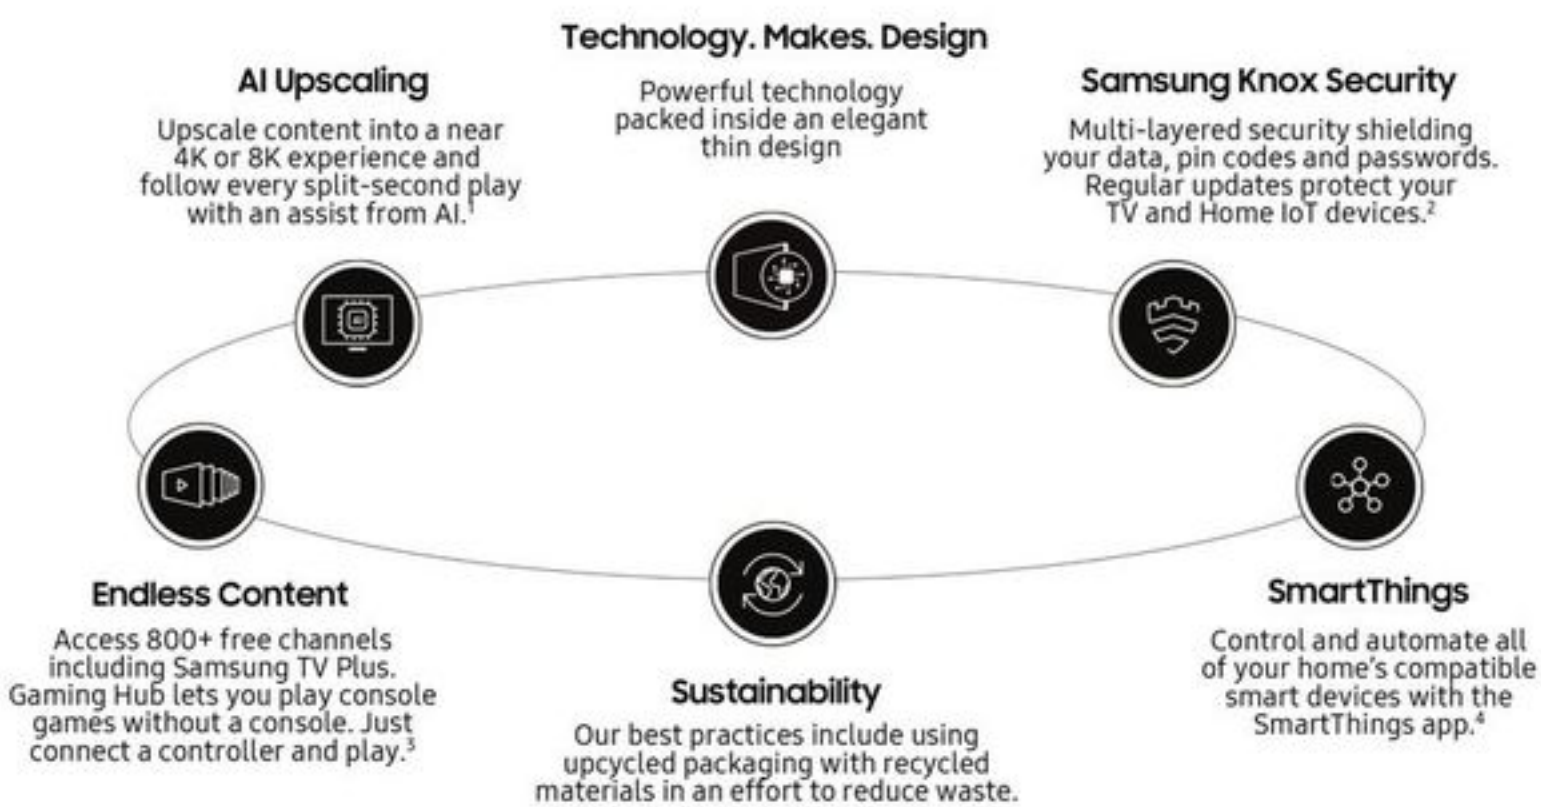 Technology. Makes. Design
Powerful technology
packed inside an elegant
thin design
AI Upscaling
Upscale content into a near
4K or 8K experience and
follow every split-second play
with an assist from AI.¹
Samsung Knox Security
Multi-layered security shielding
your data, pin codes and passwords.
Regular updates protect your
TV and Home IoT devices.²
AI
Endless Content
Access 800+ free channels
including Samsung TV Plus.
Gaming Hub lets you play console
games without a console. Just
connect a controller and play.³
Sustainability
Our best practices include using
upcycled packaging with recycled
materials in an effort to reduce waste.
SmartThings
Control and automate all
of your home's compatible
smart devices with the
SmartThings app.⁴